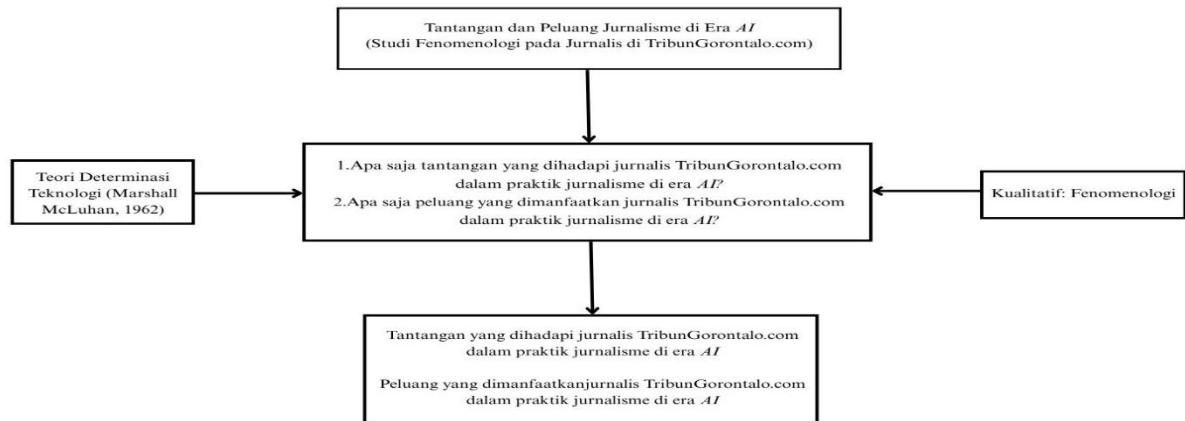 Tantangan dan Peluang Jurnalisme di Era AI
(Studi Fenomenologi pada Jurnalis di TribunGorontalo.com)
Teori Determinasi
Teknologi (Marshall
McLuhan, 1962)
1.Apa saja tantangan yang dihadapi jurnalis TribunGorontalo.com
dalam praktik jurnalisme di era AI?
2.Apa saja peluang yang dimanfaatkan jurnalis TribunGorontalo.com
dalam praktik jurnalisme di era AI?
Kualitatif: Fenomenologi
Tantangan yang dihadapi jurnalis TribunGorontalo.com
dalam praktik jurnalisme di era AI
Peluang yang dimanfaatkanjurnalis TribunGorontalo.com
dalam praktik jurnalisme di era AI